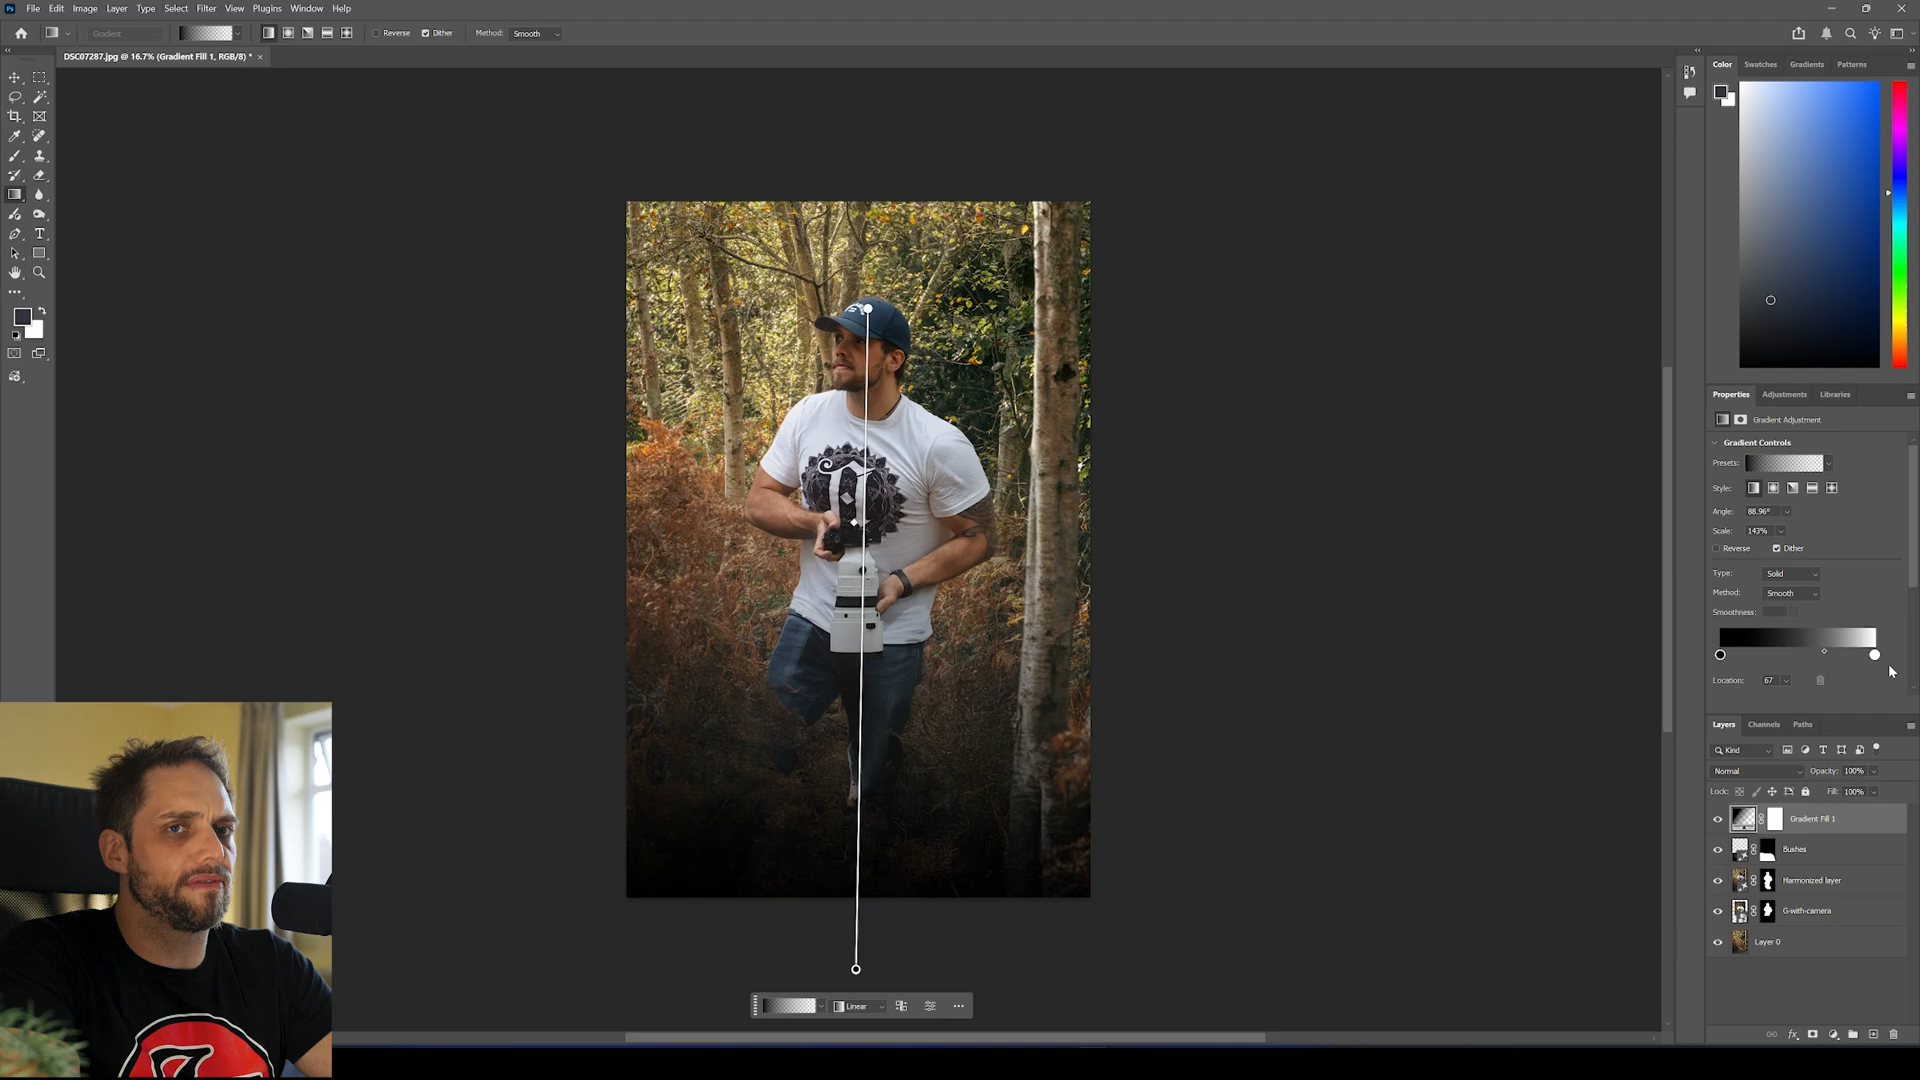 Ps File Edit Image Layer Type Select Filter View Plugins Window Help
Gradient Reverse Dither Method: Smooth
DSC07287.jpg @ 16.7% (Gradient Fill 1, RGB/8) * ×
Color Swatches Gradients Patterns
Properties Adjustments Libraries
Gradient Adjustment
Gradient Controls
Presets:
Style:
Angle: 88.96°
Scale: 143%
Reverse Dither
Type: Solid
Method: Smooth
Smoothness:
Location: 67
Layers Channels Paths
Kind
Normal Opacity: 100%
Lock: Fill: 100%
Gradient Fill 1
Bushes
Harmonized layer
G-with-camera
Layer 0
Linear